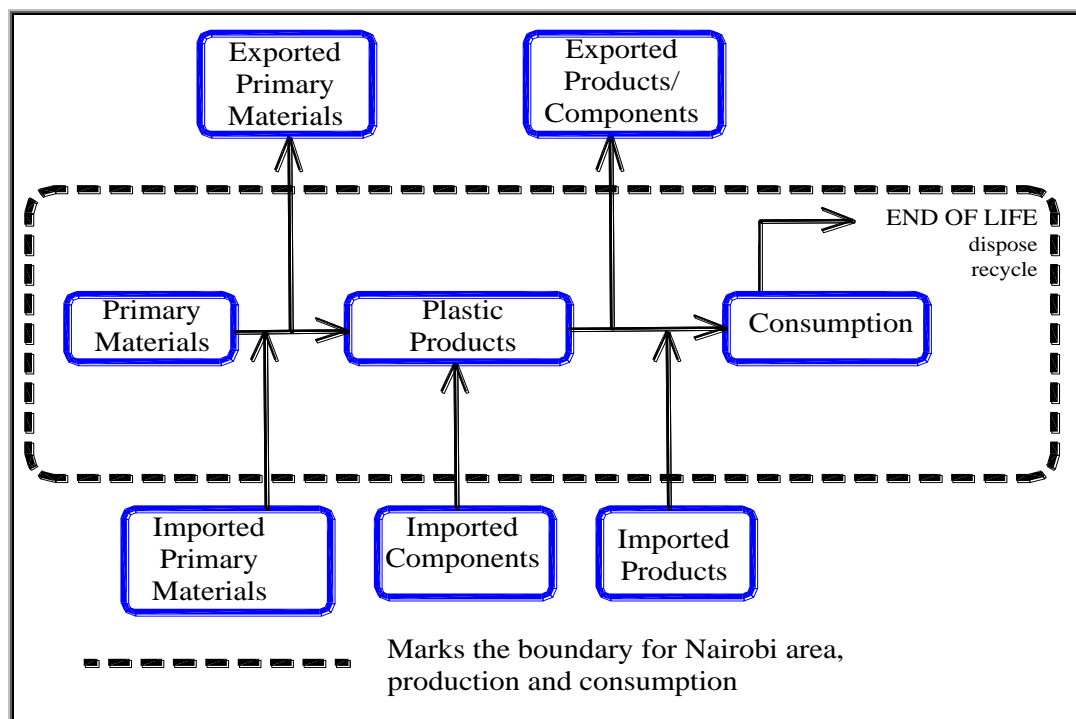 Exported
Primary
Materials
Exported
Products/
Components
END OF LIFE
dispose
recycle
Primary
Materials
Plastic
Products
Consumption
Imported
Primary
Materials
Imported
Components
Imported
Products
Marks the boundary for Nairobi area,
production and consumption